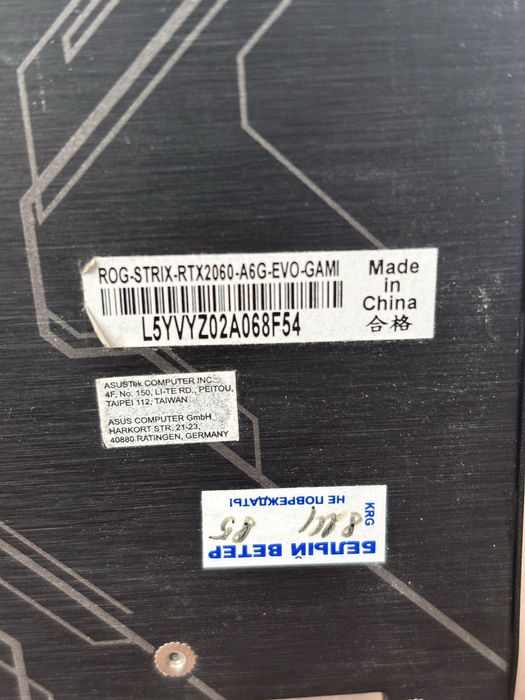 ROG-STRIX-RTX2060-A6G-EVO-GAMI
L5YVYZ02A068F54
Made
in
China
合格
ASUSTek COMPUTER INC.
4F, No. 150, LI-TE RD., PEITOU,
TAIPEI 112, TAIWAN
ASUS COMPUTER GmbH
HARKORT STR. 21-23,
40880 RATINGEN, GERMANY
БЕЛЫЙ ВЕТЕР
KRG
НЕ ПОВРЕЖДАТЬ!